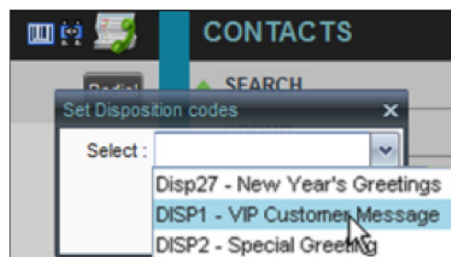 CONTACTS
Redial
SEARCH
Set Disposition codes
Select :
Disp27 - New Year's Greetings
DISP1 - VIP Customer Message
DISP2 - Special Greeting